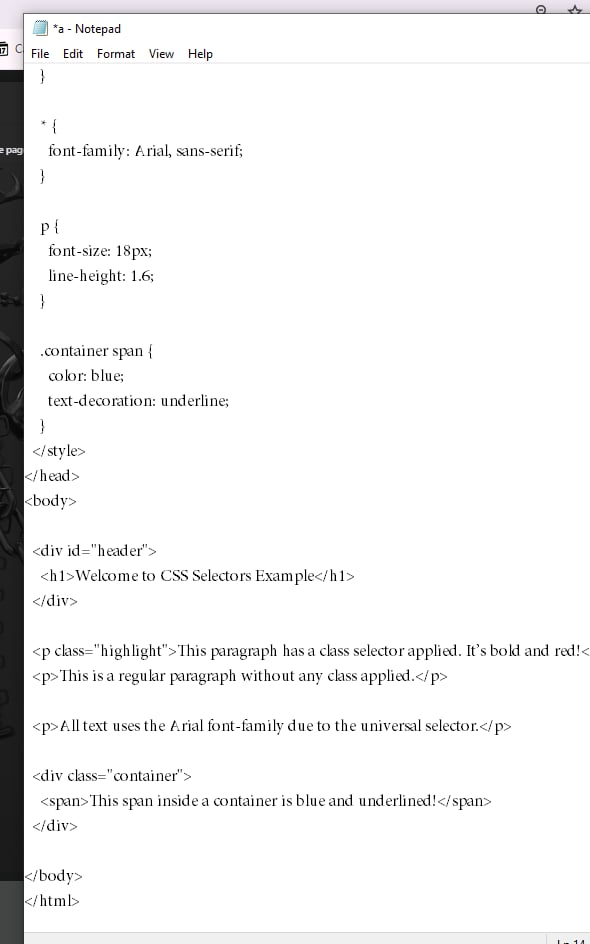 *a - Notepad
File Edit Format View Help
}
* {
font-family: Arial, sans-serif;
}
p {
font-size: 18px;
line-height: 1.6;
}
.container span {
color: blue;
text-decoration: underline;
}
</style>
</head>
<body>
<div id="header">
<h1>Welcome to CSS Selectors Example</h1>
</div>
<p class="highlight">This paragraph has a class selector applied. It's bold and red!<
<p>This is a regular paragraph without any class applied.</p>
<p>All text uses the Arial font-family due to the universal selector.</p>
<div class="container">
<span>This span inside a container is blue and underlined!</span>
</div>
</body>
</html>